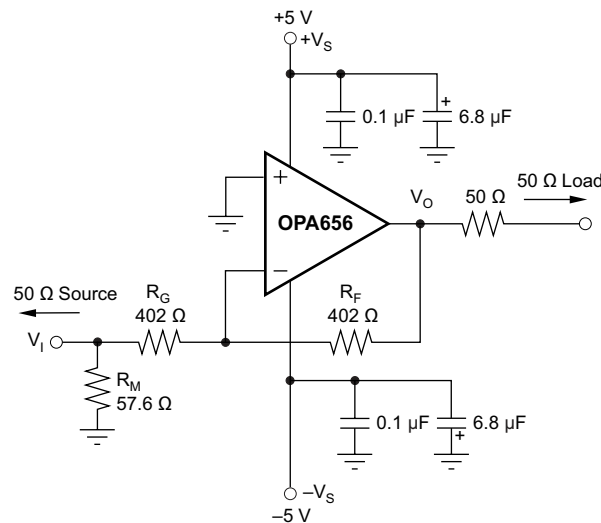 +5 V
+V_S
0.1 µF
+
6.8 µF
+
OPA656
−
V_O
50 Ω
50 Ω Load
50 Ω Source
R_G
402 Ω
R_F
402 Ω
V_I
R_M
57.6 Ω
0.1 µF
6.8 µF
+
–V_S
–5 V